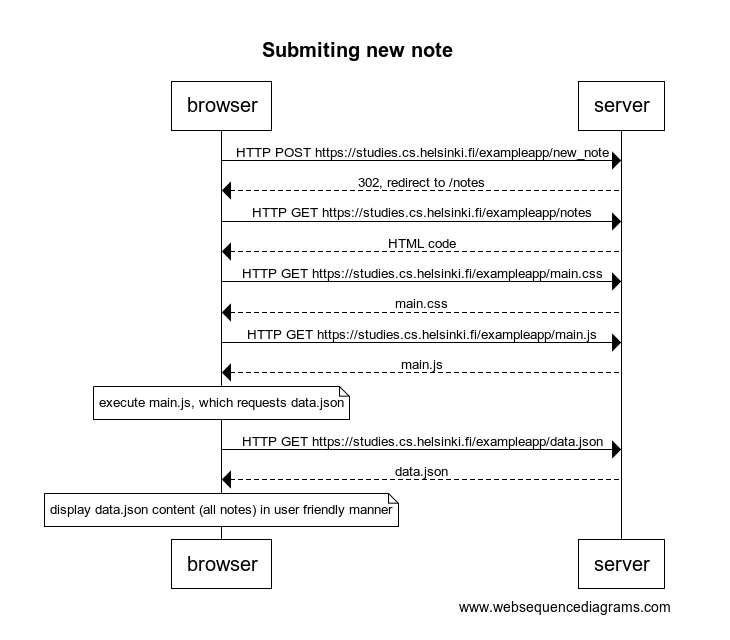 Submiting new note
browser
server
HTTP POST https://studies.cs.helsinki.fi/exampleapp/new_note
302, redirect to /notes
HTTP GET https://studies.cs.helsinki.fi/exampleapp/notes
HTML code
HTTP GET https://studies.cs.helsinki.fi/exampleapp/main.css
main.css
HTTP GET https://studies.cs.helsinki.fi/exampleapp/main.js
main.js
execute main.js, which requests data.json
HTTP GET https://studies.cs.helsinki.fi/exampleapp/data.json
data.json
display data.json content (all notes) in user friendly manner
browser
server
www.websequencediagrams.com